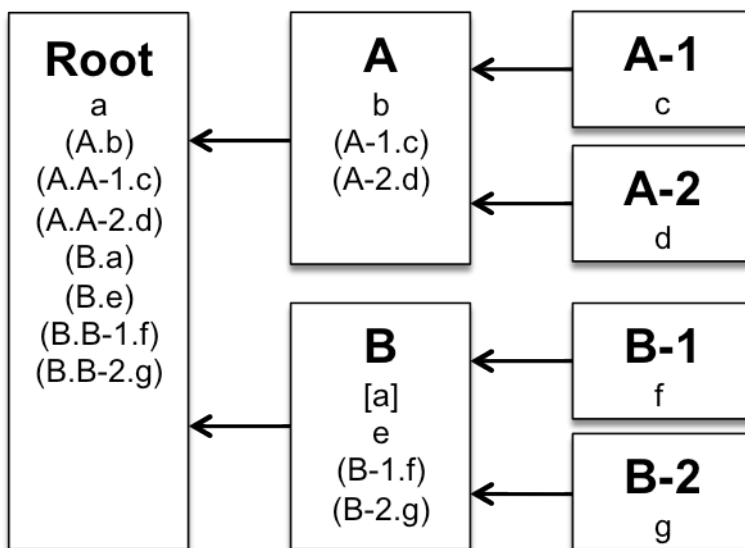 Root
a
(A.b)
(A.A-1.c)
(A.A-2.d)
(B.a)
(B.e)
(B.B-1.f)
(B.B-2.g)
A
b
(A-1.c)
(A-2.d)
A-1
c
A-2
d
B
[a]
e
(B-1.f)
(B-2.g)
B-1
f
B-2
g